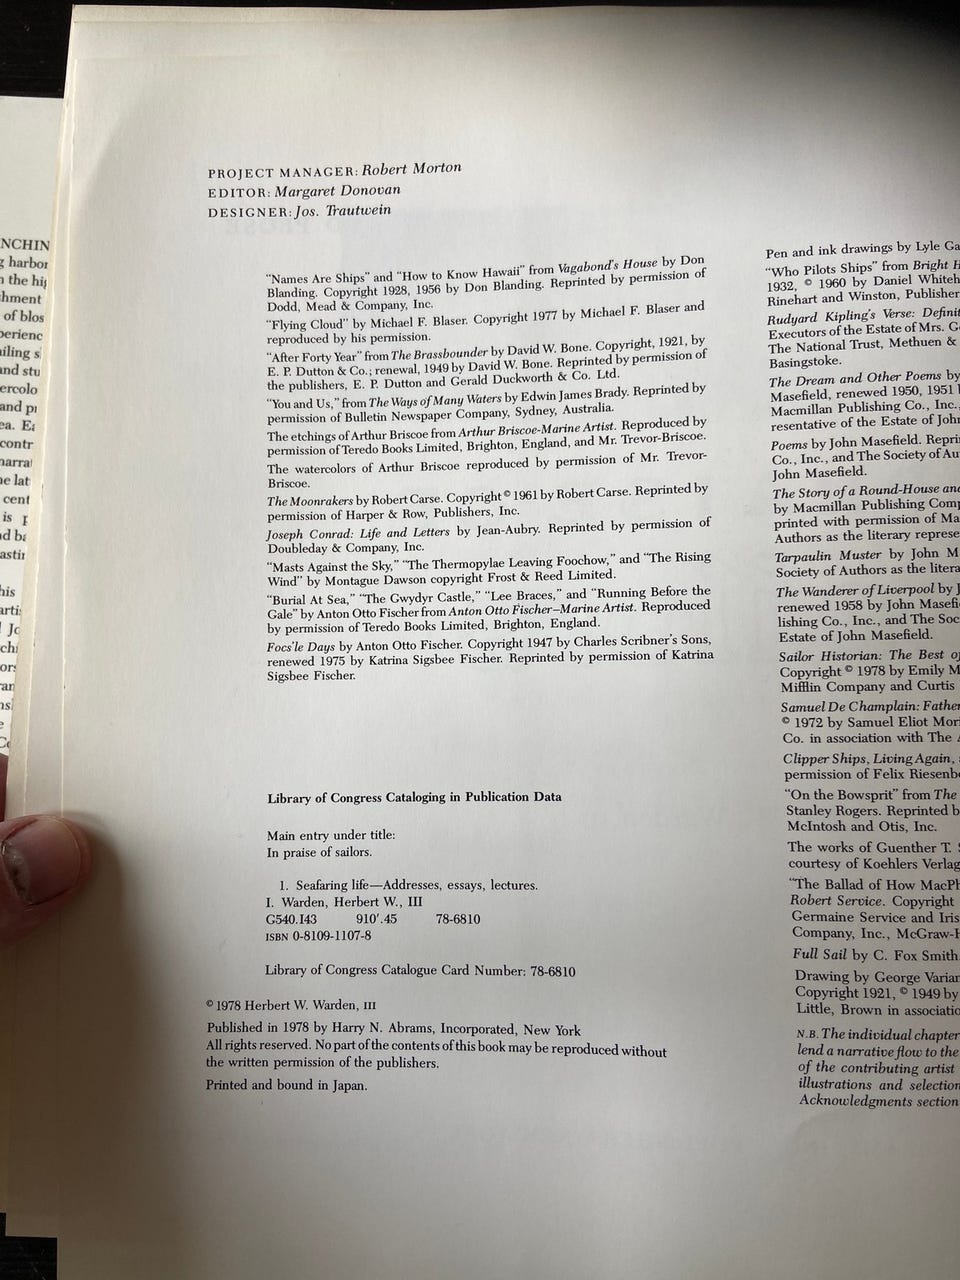 PROJECT MANAGER: Robert Morton
EDITOR: Margaret Donovan
DESIGNER: Jos. Trautwein
"Names Are Ships" and "How to Know Hawaii" from Vagabond's House by Don
Blanding. Copyright 1928, 1956 by Don Blanding. Reprinted by permission of
Dodd, Mead & Company, Inc.
"Flying Cloud" by Michael F. Blaser. Copyright 1977 by Michael F. Blaser and
reproduced by his permission.
"After Forty Year" from The Brassbounder by David W. Bone. Copyright, 1921, by
E. P. Dutton & Co.; renewal, 1949 by David W. Bone. Reprinted by permission of
the publishers, E. P. Dutton and Gerald Duckworth & Co. Ltd.
"You and Us," from The Ways of Many Waters by Edwin James Brady. Reprinted by
permission of Bulletin Newspaper Company, Sydney, Australia.
The etchings of Arthur Briscoe from Arthur Briscoe-Marine Artist. Reproduced by
permission of Teredo Books Limited, Brighton, England, and Mr. Trevor-Briscoe.
The watercolors of Arthur Briscoe reproduced by permission of Mr. Trevor-
Briscoe.
The Moonrakers by Robert Carse. Copyright © 1961 by Robert Carse. Reprinted by
permission of Harper & Row, Publishers, Inc.
Joseph Conrad: Life and Letters by Jean-Aubry. Reprinted by permission of
Doubleday & Company, Inc.
"Masts Against the Sky," "The Thermopylae Leaving Foochow," and "The Rising
Wind" by Montague Dawson copyright Frost & Reed Limited.
"Burial At Sea," "The Gwydyr Castle," "Lee Braces," and "Running Before the
Gale" by Anton Otto Fischer from Anton Otto Fischer–Marine Artist. Reproduced
by permission of Teredo Books Limited, Brighton, England.
Focs'le Days by Anton Otto Fischer. Copyright 1947 by Charles Scribner's Sons,
renewed 1975 by Katrina Sigsbee Fischer. Reprinted by permission of Katrina
Sigsbee Fischer.
Library of Congress Cataloging in Publication Data
Main entry under title:
In praise of sailors.
1. Seafaring life—Addresses, essays, lectures.
I. Warden, Herbert W., III
G540.I43 910'.45 78-6810
ISBN 0-8109-1107-8
Library of Congress Catalogue Card Number: 78-6810
© 1978 Herbert W. Warden, III
Published in 1978 by Harry N. Abrams, Incorporated, New York
All rights reserved. No part of the contents of this book may be reproduced without
the written permission of the publishers.
Printed and bound in Japan.
Pen and ink drawings by Lyle
"Who Pilots Ships" from Bright
1932, © 1960 by Daniel
Rinehart and Winston,
Rudyard Kipling's Verse:
Executors of the Estate of Mrs.
The National Trust, Methuen &
Basingstoke.
The Dream and Other Poems by
Masefield, renewed 1950, 1951
Macmillan Publishing Co., Inc.,
resentative of the Estate of
Poems by John Masefield.
Co., Inc., and The Society of
John Masefield.
The Story of a Round-House
by Macmillan Publishing
printed with permission of
Authors as the literary
Tarpaulin Muster by John
Society of Authors as the
The Wanderer of Liverpool by
renewed 1958 by John
lishing Co., Inc., and The
Estate of John Masefield.
Sailor Historian: The Best
Copyright © 1978 by Emily
Mifflin Company and Curtis
Samuel De Champlain:
© 1972 by Samuel Eliot
Co. in association with The
Clipper Ships, Living Again,
permission of Felix
"On the Bowsprit" from The
Stanley Rogers. Reprinted
McIntosh and Otis, Inc.
The works of Guenther T.
courtesy of Koehlers
"The Ballad of How
Robert Service. Copyright
Germaine Service and
Company, Inc.,
Full Sail by C. Fox Smith
Drawing by George
Copyright 1921, © 1949 by
Little, Brown in
N.B. The individual
lend a narrative flow to the
of the contributing artist
illustrations and
Acknowledgments section